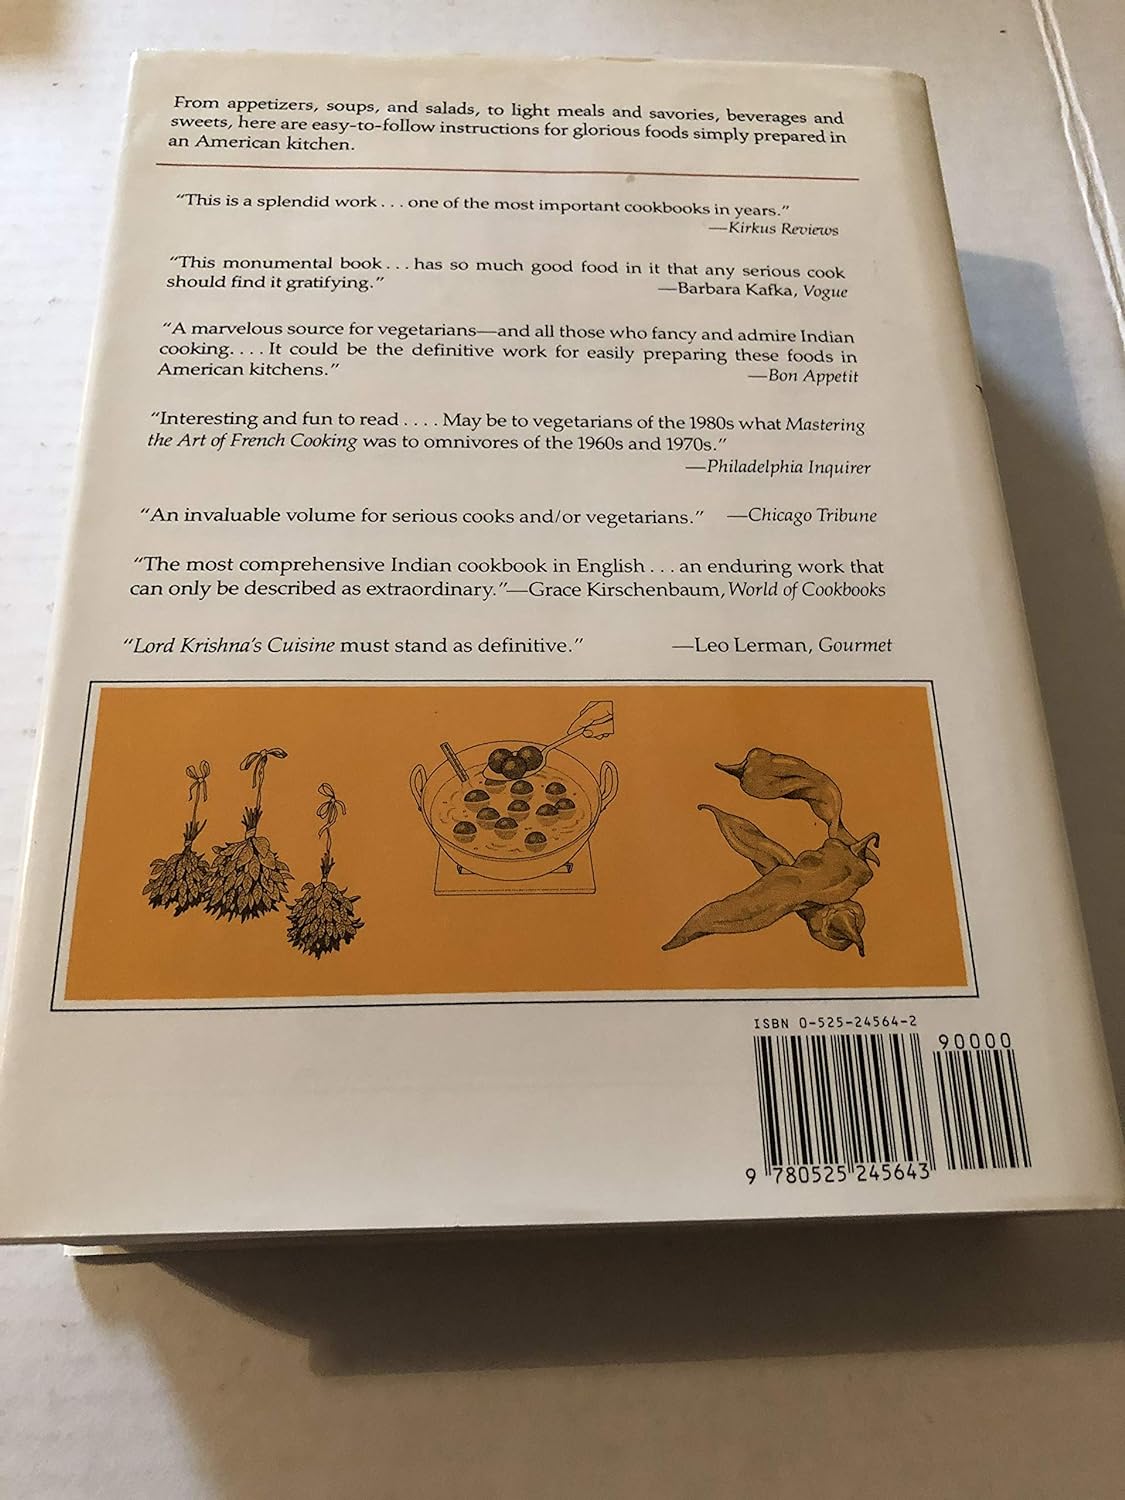 From appetizers, soups, and salads, to light meals and savories, beverages and
sweets, here are easy-to-follow instructions for glorious foods simply prepared in
an American kitchen.
“This is a splendid work . . . one of the most important cookbooks in years.”
—Kirkus Reviews
“This monumental book . . . has so much good food in it that any serious cook
should find it gratifying.” —Barbara Kafka, Vogue
“A marvelous source for vegetarians—and all those who fancy and admire Indian
cooking. . . . It could be the definitive work for easily preparing these foods in
American kitchens.” —Bon Appetit
“Interesting and fun to read . . . . May be to vegetarians of the 1980s what Mastering
the Art of French Cooking was to omnivores of the 1960s and 1970s.”
—Philadelphia Inquirer
“An invaluable volume for serious cooks and/or vegetarians.” —Chicago Tribune
“The most comprehensive Indian cookbook in English . . . an enduring work that
can only be described as extraordinary.”—Grace Kirschenbaum, World of Cookbooks
“Lord Krishna’s Cuisine must stand as definitive.” —Leo Lerman, Gourmet
ISBN 0-525-24564-2
90000
9 780525 245643